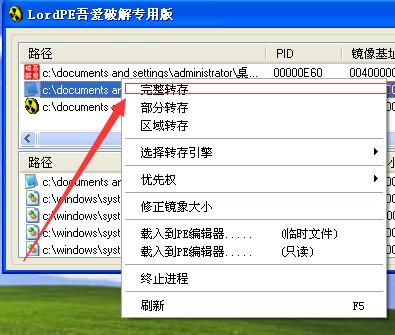 LordPE吾爱破解专用版
路径 PID 镜像基址
c:\documents and settings\administrator\桌... 00000E60 00400000
c:\documents an
完整转存
c:\documents
部分转存
区域转存
路径
选择转存引擎
c:\documents an
优先权
c:\windows\syst
修正镜象大小
c:\windows\syst
载入到PE编辑器..... (临时文件)
c:\windows\syst
载入到PE编辑器..... (只读)
c:\windows\syst
终止进程
刷新 F5